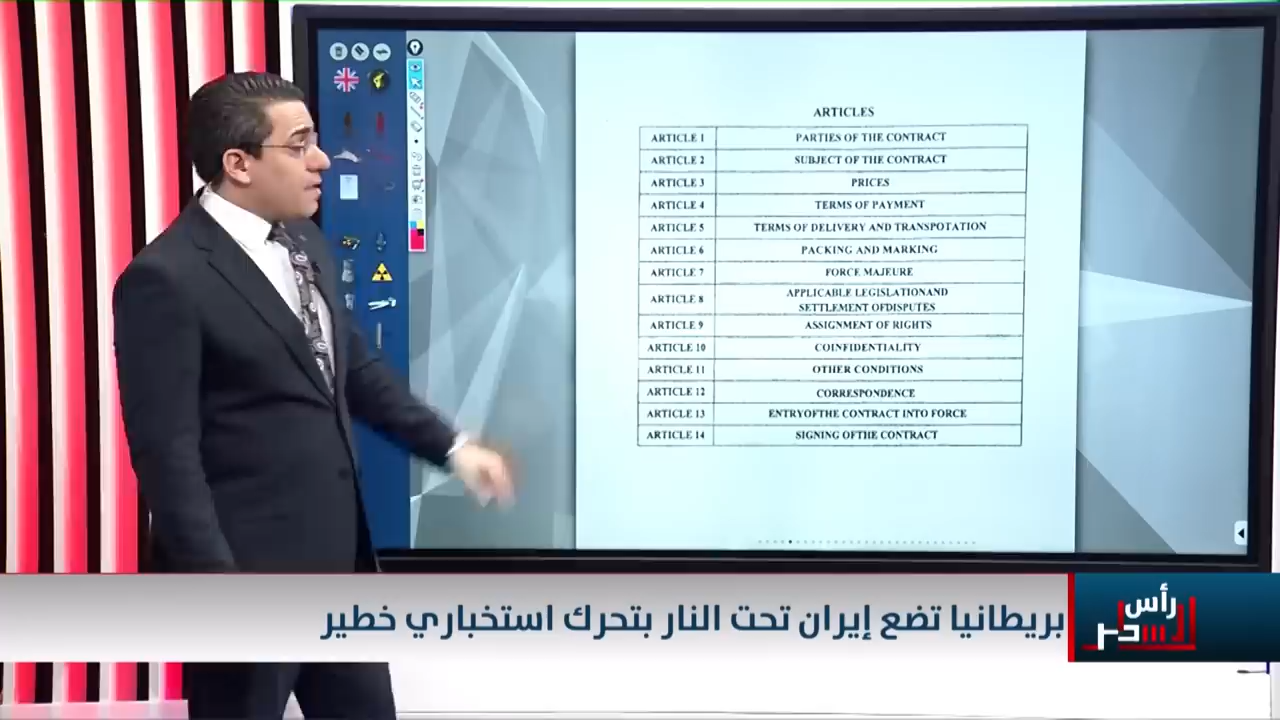 ARTICLES
ARTICLE 1 PARTIES OF THE CONTRACT
ARTICLE 2 SUBJECT OF THE CONTRACT
ARTICLE 3 PRICES
ARTICLE 4 TERMS OF PAYMENT
ARTICLE 5 TERMS OF DELIVERY AND TRANSPOTATION
ARTICLE 6 PACKING AND MARKING
ARTICLE 7 FORCE MAJEURE
ARTICLE 8 APPLICABLE LEGISLATIONAND
SETTLEMENT OFDISPUTES
ARTICLE 9 ASSIGNMENT OF RIGHTS
ARTICLE 10 COINFIDENTIALITY
ARTICLE 11 OTHER CONDITIONS
ARTICLE 12 CORRESPONDENCE
ARTICLE 13 ENTRYOFTHE CONTRACT INTO FORCE
ARTICLE 14 SIGNING OFTHE CONTRACT
رأس
السطر
بريطانيا تضع إيران تحت النار بتحرك استخباري خطير